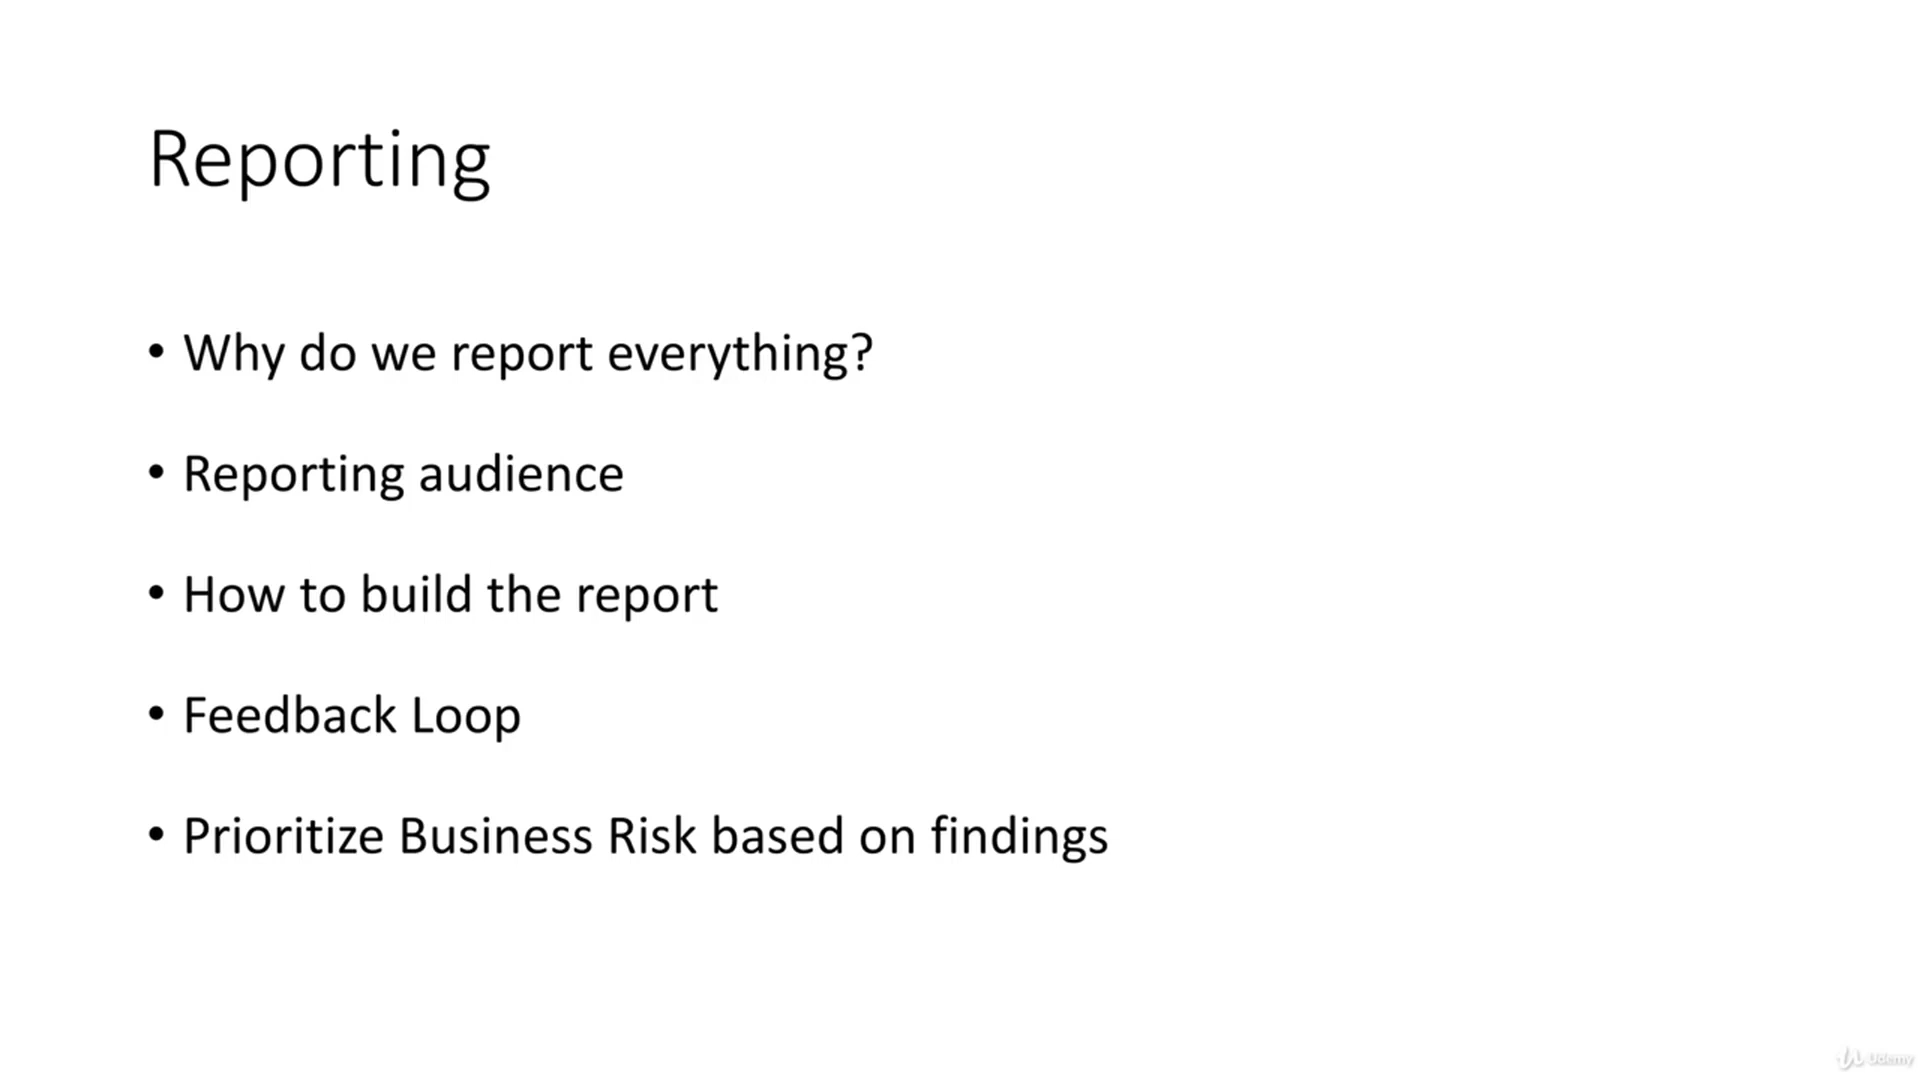 Reporting
• Why do we report everything?
• Reporting audience
• How to build the report
• Feedback Loop
• Prioritize Business Risk based on findings
Udemy